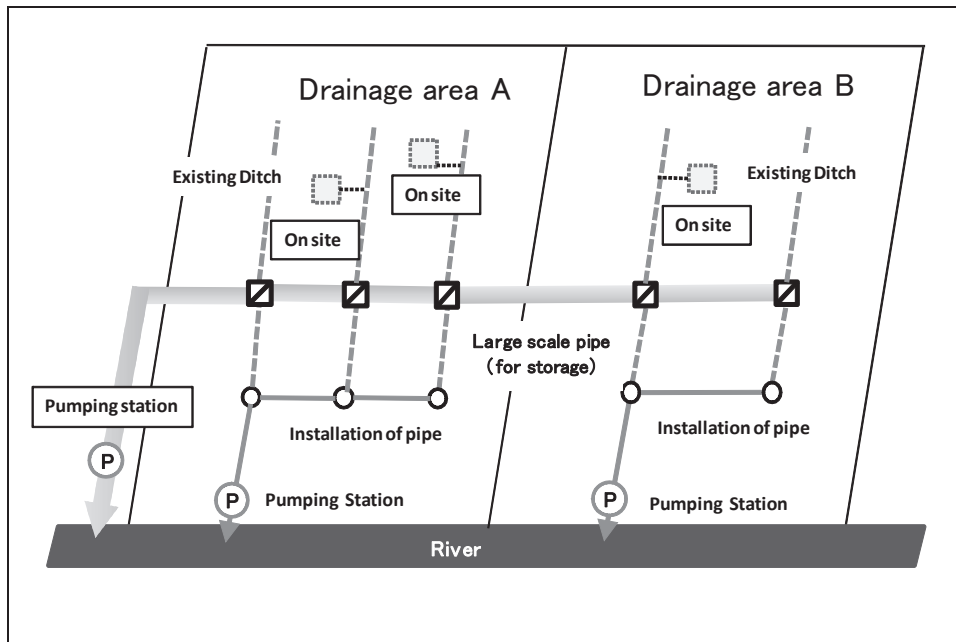 Drainage area A
Drainage area B
Existing Ditch
On site
On site
Existing Ditch
On site
Large scale pipe
(for storage)
Pumping station
P
Installation of pipe
Installation of pipe
P
Pumping Station
P
Pumping Station
River